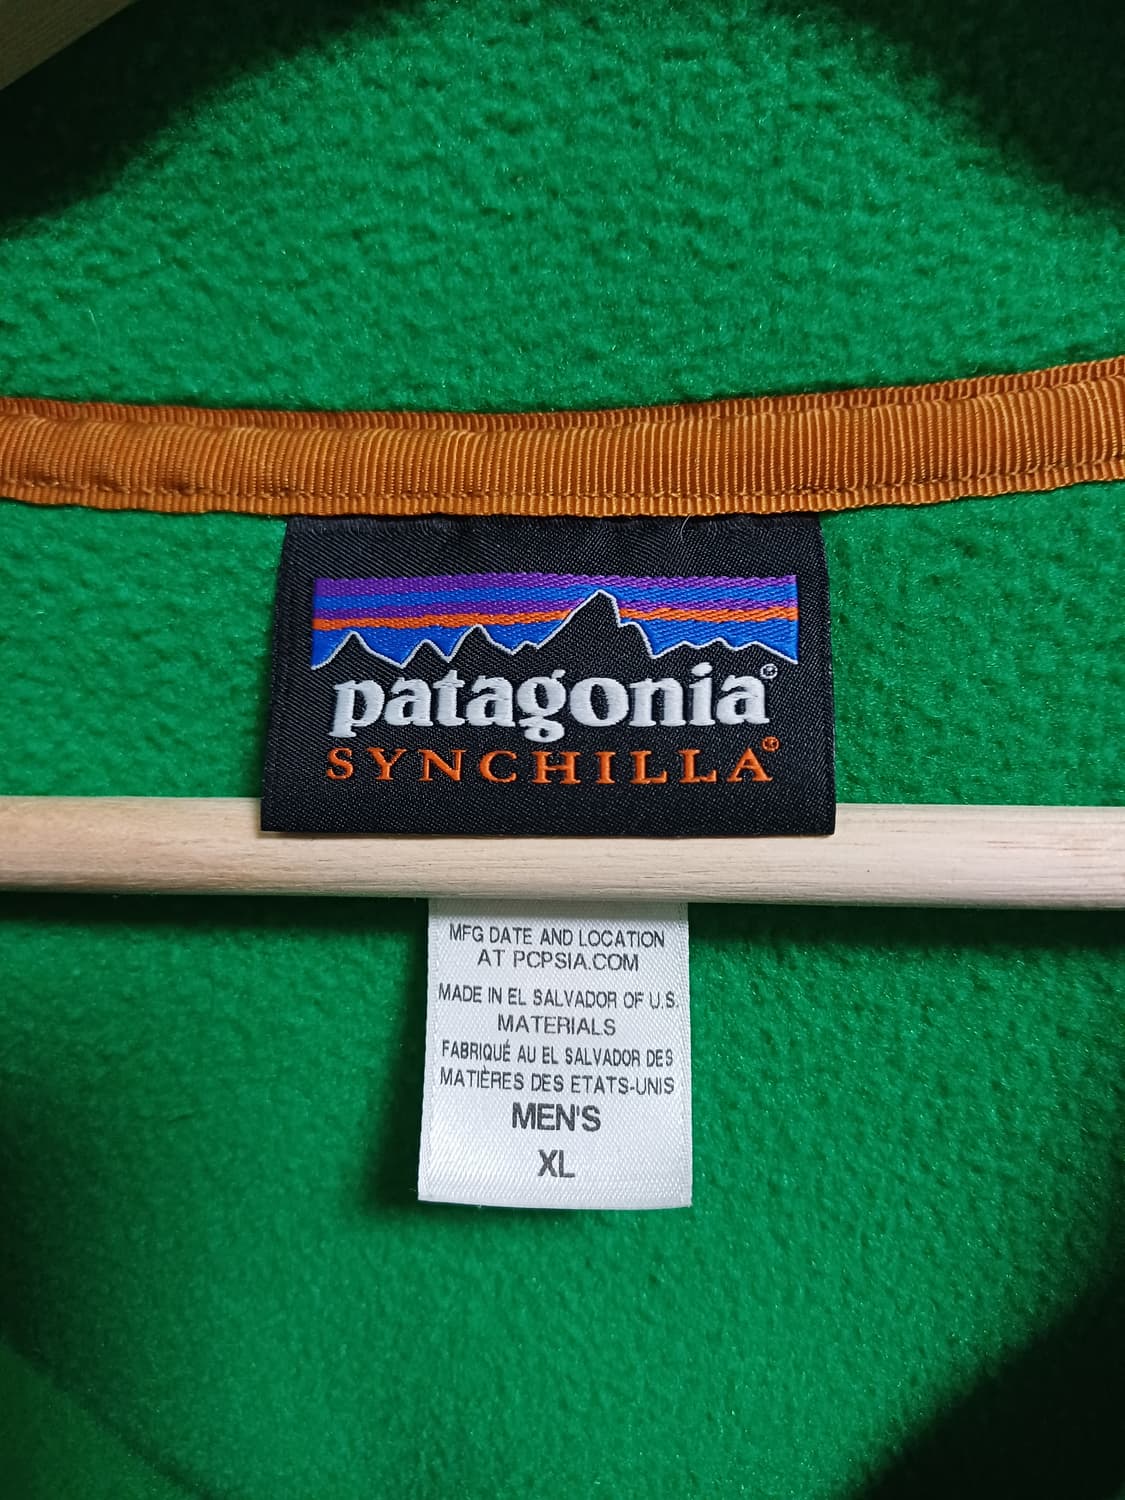 patagonia®
SYNCHILLA®
MFG DATE AND LOCATION
AT PCPSIA.COM
MADE IN EL SALVADOR OF U.S.
MATERIALS
FABRIQUÉ AU EL SALVADOR DES
MATIÈRES DES ETATS-UNIS
MEN'S
XL